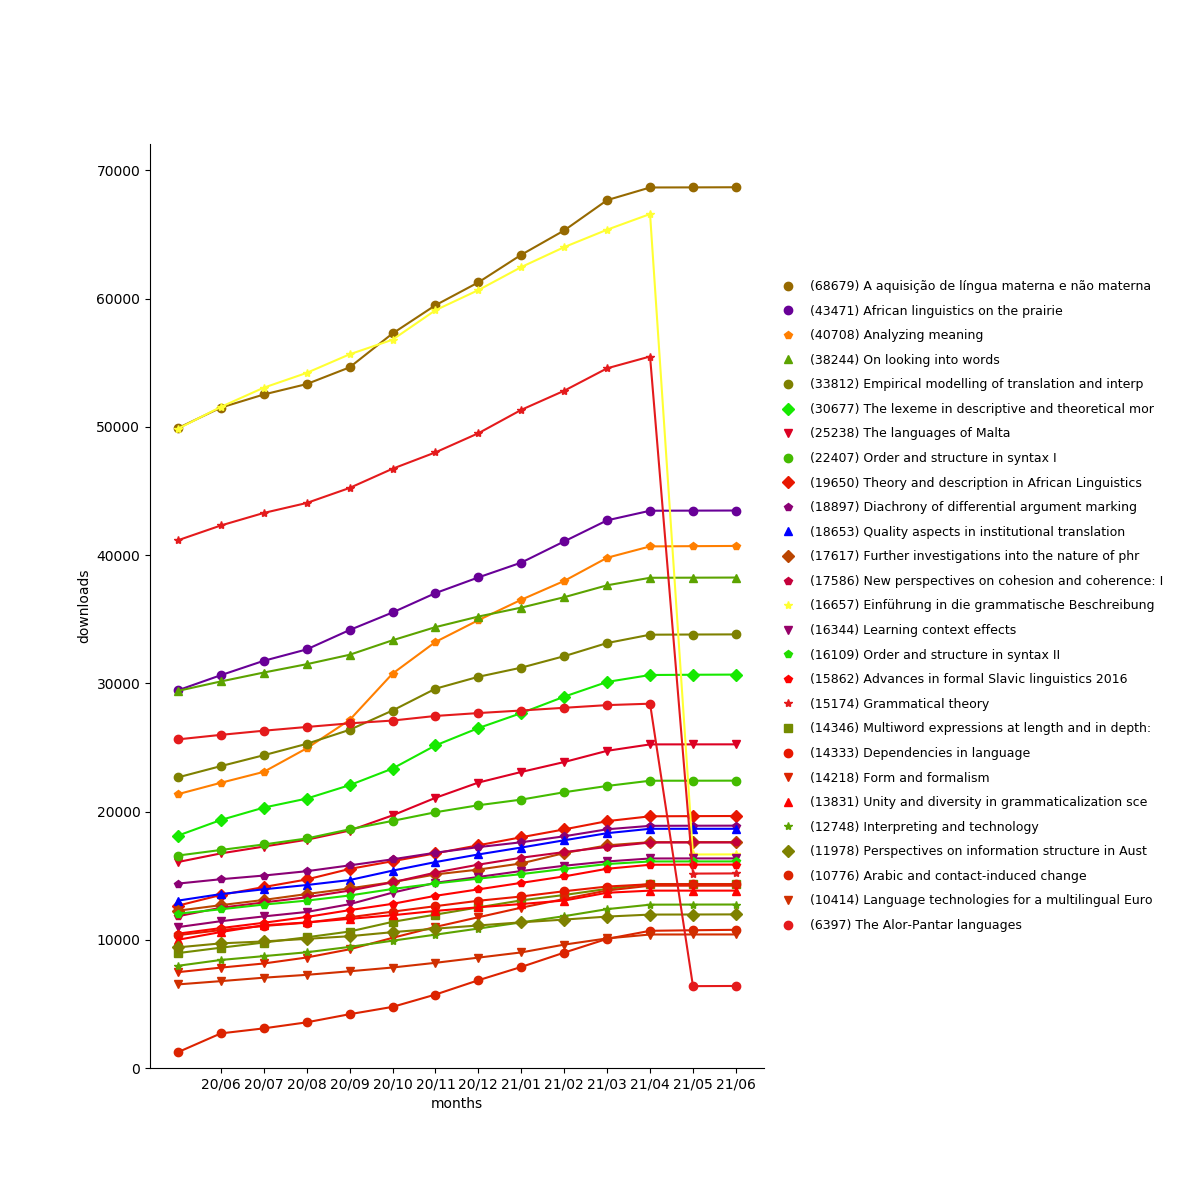 70000
60000
50000
40000
30000
20000
10000
0
downloads
20/06 20/07 20/08 20/09 20/10 20/11 20/12 21/01 21/02 21/03 21/04 21/05 21/06
months
(68679) A aquisição de língua materna e não materna
(43471) African linguistics on the prairie
(40708) Analyzing meaning
(38244) On looking into words
(33812) Empirical modelling of translation and interp
(30677) The lexeme in descriptive and theoretical mor
(25238) The languages of Malta
(22407) Order and structure in syntax I
(19650) Theory and description in African Linguistics
(18897) Diachrony of differential argument marking
(18653) Quality aspects in institutional translation
(17617) Further investigations into the nature of phr
(17586) New perspectives on cohesion and coherence: I
(16657) Einführung in die grammatische Beschreibung
(16344) Learning context effects
(16109) Order and structure in syntax II
(15862) Advances in formal Slavic linguistics 2016
(15174) Grammatical theory
(14346) Multiword expressions at length and in depth:
(14333) Dependencies in language
(14218) Form and formalism
(13831) Unity and diversity in grammaticalization sce
(12748) Interpreting and technology
(11978) Perspectives on information structure in Aust
(10776) Arabic and contact-induced change
(10414) Language technologies for a multilingual Euro
(6397) The Alor-Pantar languages